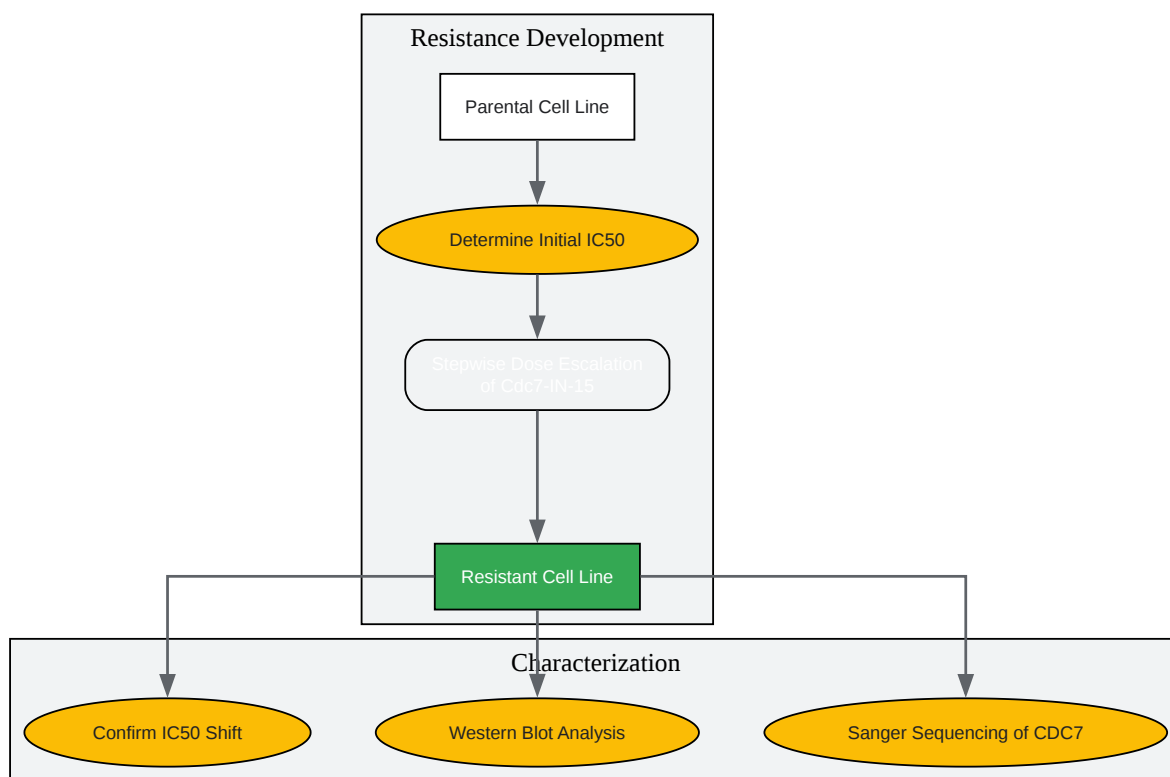 Resistance Development
Parental Cell Line
Determine Initial IC50
Stepwise Dose Escalation
of Cdc7-IN-15
Resistant Cell Line
Characterization
Confirm IC50 Shift
Western Blot Analysis
Sanger Sequencing of CDC7